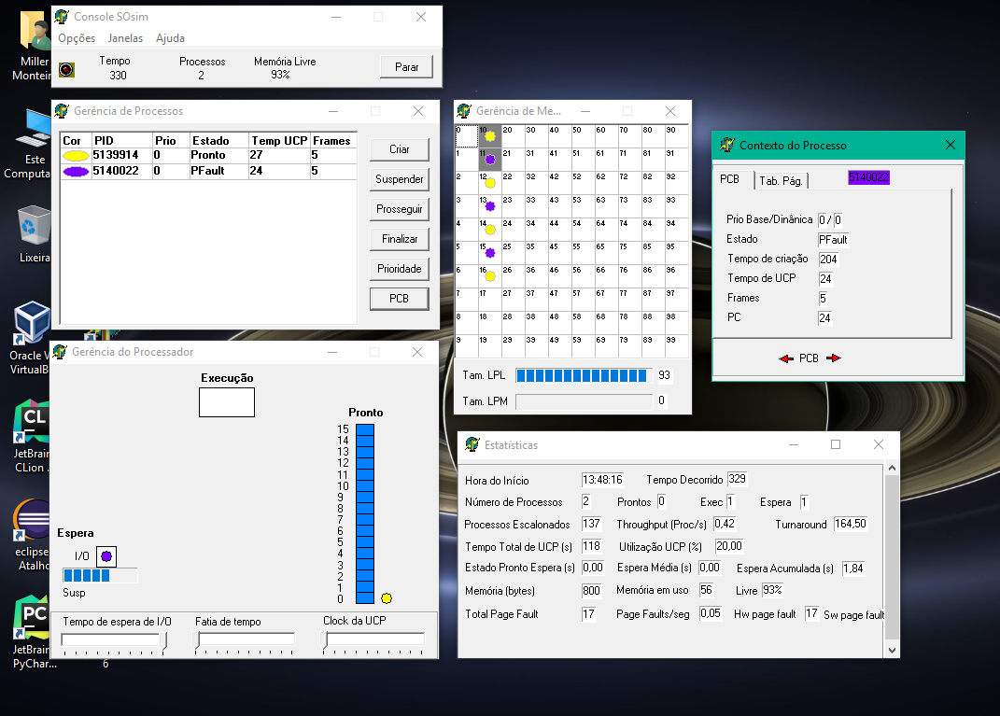 Miller
Monteir
Este
Computa
Lixeira
Oracle V
VirtualB
CL
JetBrain
CLion ...
eclipse
Atalho
PC
JetBrain
PyChar...
6
Console SOsim
Opções Janelas Ajuda
Tempo Processos Memória Livre
330 2 93%
Parar
Gerência de Processos
Cor PID Prio Estado Temp UCP Frames
5139914 0 Pronto 27 5
5140022 0 PFault 24 5
Criar
Suspender
Prosseguir
Finalizar
Prioridade
PCB
Gerência de Me...
0 10 20 30 40 50 60 70 80 90
1 11 21 31 41 51 61 71 81 91
2 12 22 32 42 52 62 72 82 92
3 13 23 33 43 53 63 73 83 93
4 14 24 34 44 54 64 74 84 94
5 15 25 35 45 55 65 75 85 95
6 16 26 36 46 56 66 76 86 96
7 17 27 37 47 57 67 77 87 97
8 18 28 38 48 58 68 78 88 98
9 19 29 39 49 59 69 79 89 99
Tam. LPL 93
Tam. LPM 0
Contexto do Processo
PCB Tab. Pág. 5140022
Prio Base/Dinâmica 0 / 0
Estado PFault
Tempo de criação 204
Tempo de UCP 24
Frames 5
PC 24
PCB
Gerência do Processador
Execução
Pronto
15
14
13
12
11
10
9
8
7
6
5
4
3
2
1
0
Espera
I/O
Susp
Tempo de espera de I/O Fatia de tempo Clock da UCP
Estatísticas
Hora do Início 13:48:16 Tempo Decorrido 329
Número de Processos 2 Prontos 0 Exec 1 Espera 1
Processos Escalonados 137 Throughput (Proc/s) 0,42 Turnaround 164,50
Tempo Total de UCP (s) 118 Utilização UCP (%) 20,00
Estado Pronto Espera (s) 0,00 Espera Média (s) 0,00 Espera Acumulada (s) 1,84
Memória (bytes) 800 Memória em uso 56 Livre 93%
Total Page Fault 17 Page Faults/seg 0,05 Hw page fault 17 Sw page fault